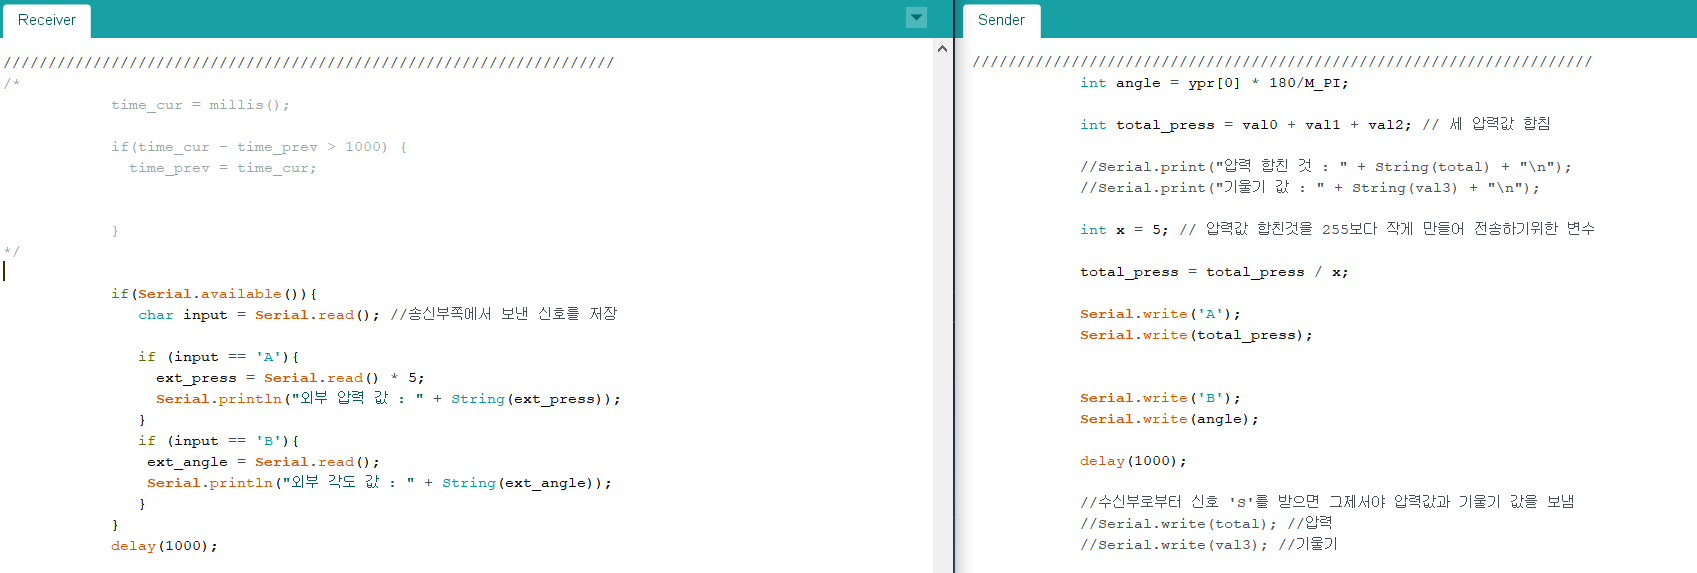 Receiver
////////////////////////////////////////////////////////////////////
/*
time_cur = millis();
if(time_cur - time_prev > 1000) {
time_prev = time_cur;
}
*/
if(Serial.available()){
char input = Serial.read(); //송신부쪽에서 보낸 신호를 저장
if (input == 'A'){
ext_press = Serial.read() * 5;
Serial.println("외부 압력 값 : " + String(ext_press));
}
if (input == 'B'){
ext_angle = Serial.read();
Serial.println("외부 각도 값 : " + String(ext_angle));
}
}
delay(1000);
Sender
/////////////////////////////////////////////////////////////////////
int angle = ypr[0] * 180/M_PI;
int total_press = val0 + val1 + val2; // 세 압력값 합침
//Serial.print("압력 합친 것 : " + String(total) + "\n");
//Serial.print("기울기 값 : " + String(val3) + "\n");
int x = 5; // 압력값 합친것을 255보다 작게 만들어 전송하기위한 변수
total_press = total_press / x;
Serial.write('A');
Serial.write(total_press);
Serial.write('B');
Serial.write(angle);
delay(1000);
//수신부로부터 신호 'S'를 받으면 그제서야 압력값과 기울기 값을 보냄
//Serial.write(total); //압력
//Serial.write(val3); //기울기